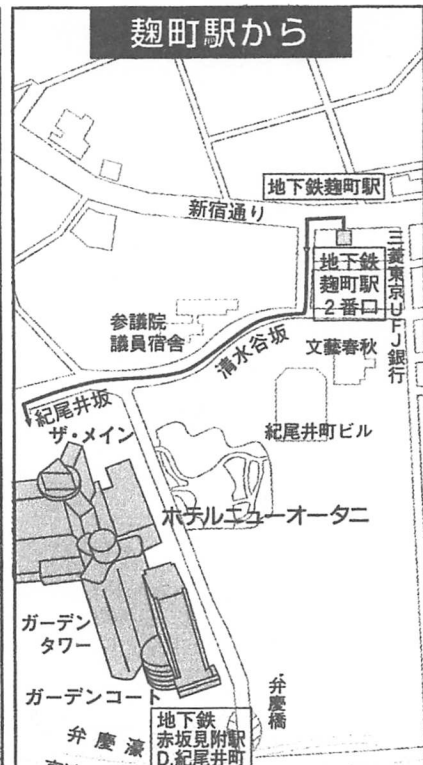 麹町駅から
地下鉄麹町駅
新宿通り
地下鉄
麹町駅
2番口
三菱東京UFJ銀行
参議院
議員宿舎
清水谷坂
文藝春秋
紀尾井坂
ザ・メイン
紀尾井町ビル
ホテルニューオータニ
ガーデン
タワー
ガーデンコート
弁慶橋
弁慶濠
地下鉄
赤坂見附駅
D.紀尾井町